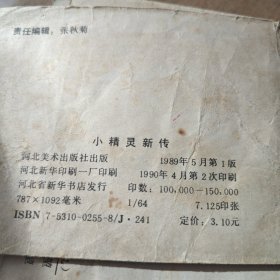 责任编辑：张秋菊
小精灵新传
河北美术出版社出版 1989年5月第1版
河北新华印刷一厂印刷 1990年4月第2次印刷
河北省新华书店发行 印数：100,000—150,000
787×1092毫米 1/64 7.125印张
ISBN 7-5310-0255-8/J·241 定价：3.10元